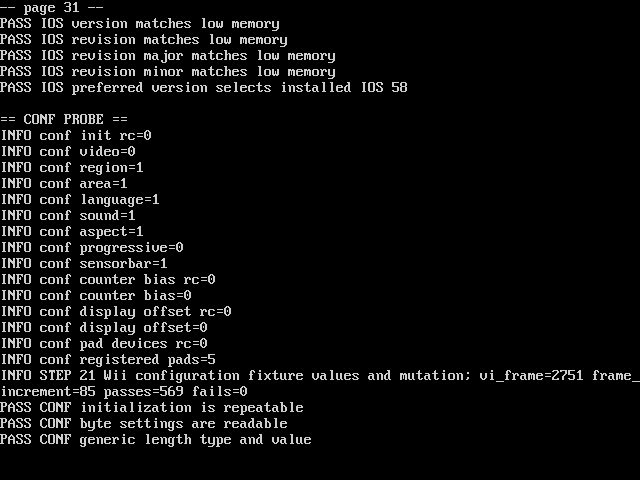 -- page 31 --
PASS IOS version matches low memory
PASS IOS revision matches low memory
PASS IOS revision major matches low memory
PASS IOS revision minor matches low memory
PASS IOS preferred version selects installed IOS 58
== CONF PROBE ==
INFO conf init rc=0
INFO conf video=0
INFO conf region=1
INFO conf area=1
INFO conf language=1
INFO conf sound=1
INFO conf aspect=1
INFO conf progressive=0
INFO conf sensorbar=1
INFO conf counter bias rc=0
INFO conf counter bias=0
INFO conf display offset rc=0
INFO conf display offset=0
INFO conf pad devices rc=0
INFO conf registered pads=5
INFO STEP 21 Wii configuration fixture values and mutation; vi_frame=2751 frame_
increment=85 passes=569 fails=0
PASS CONF initialization is repeatable
PASS CONF byte settings are readable
PASS CONF generic length type and value